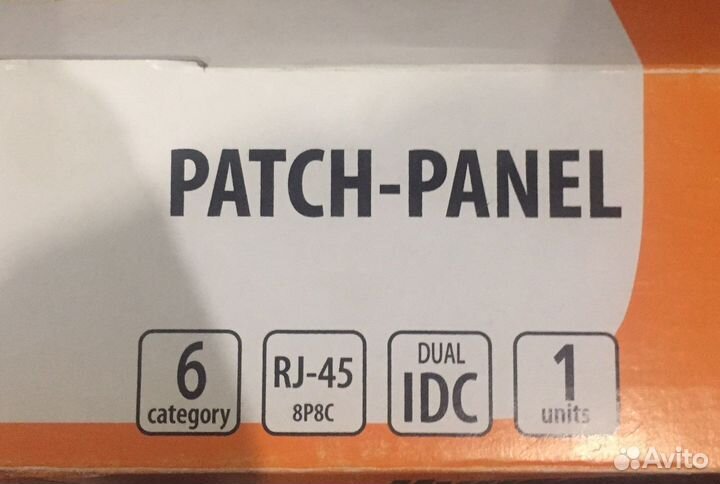 PATCH-PANEL
6
category
RJ-45
8P8C
DUAL
IDC
1
units
Avito